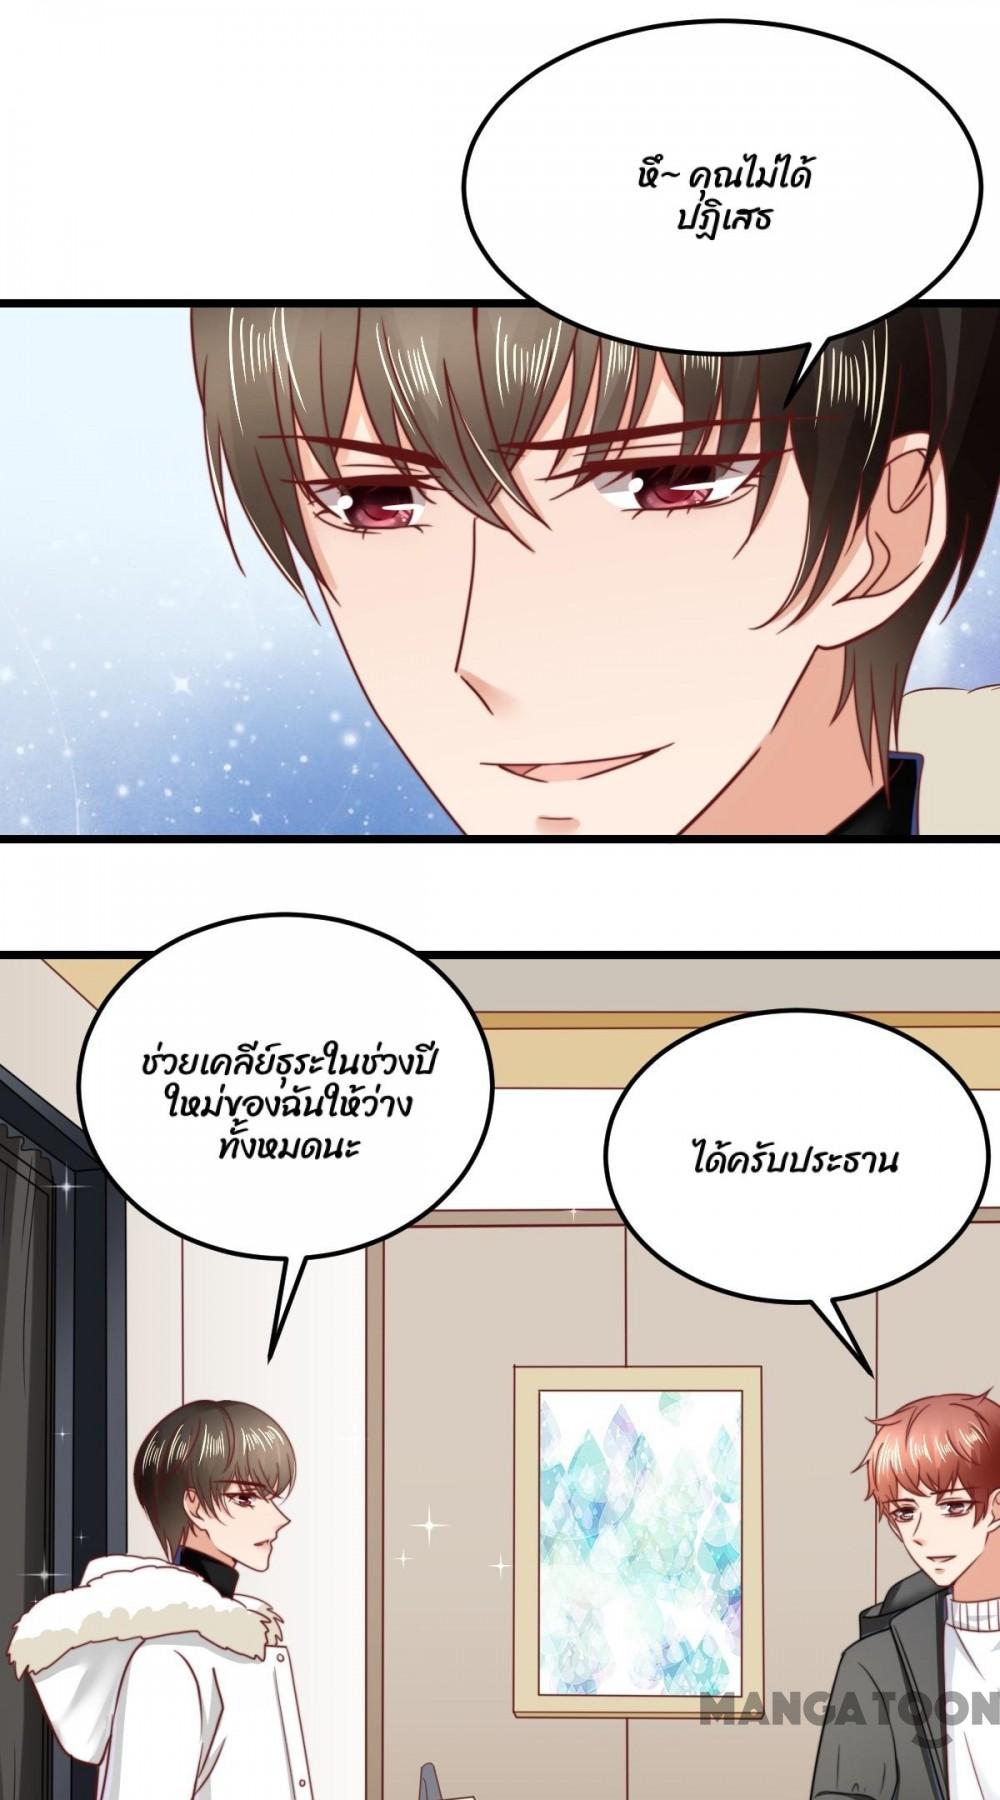 หึ~ คุณไม่ได้
ปฏิเสธ
ช่วยเคลีย์ธุระในช่วงปี
ใหม่ของฉันให้ว่าง
ทั้งหมดนะ
ได้ครับประธาน
MANGATOON